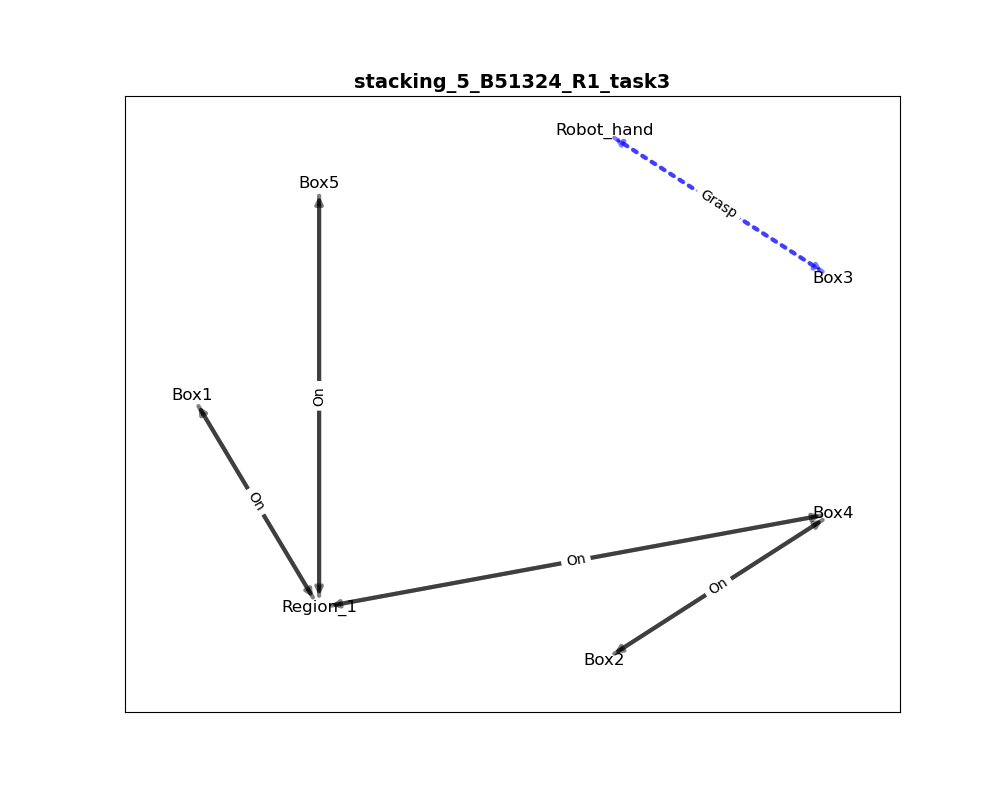 stacking_5_B51324_R1_task3
Robot_hand
Box5
Grasp
Box3
Box1
On
On
Box4
On
On
Region_1
Box2